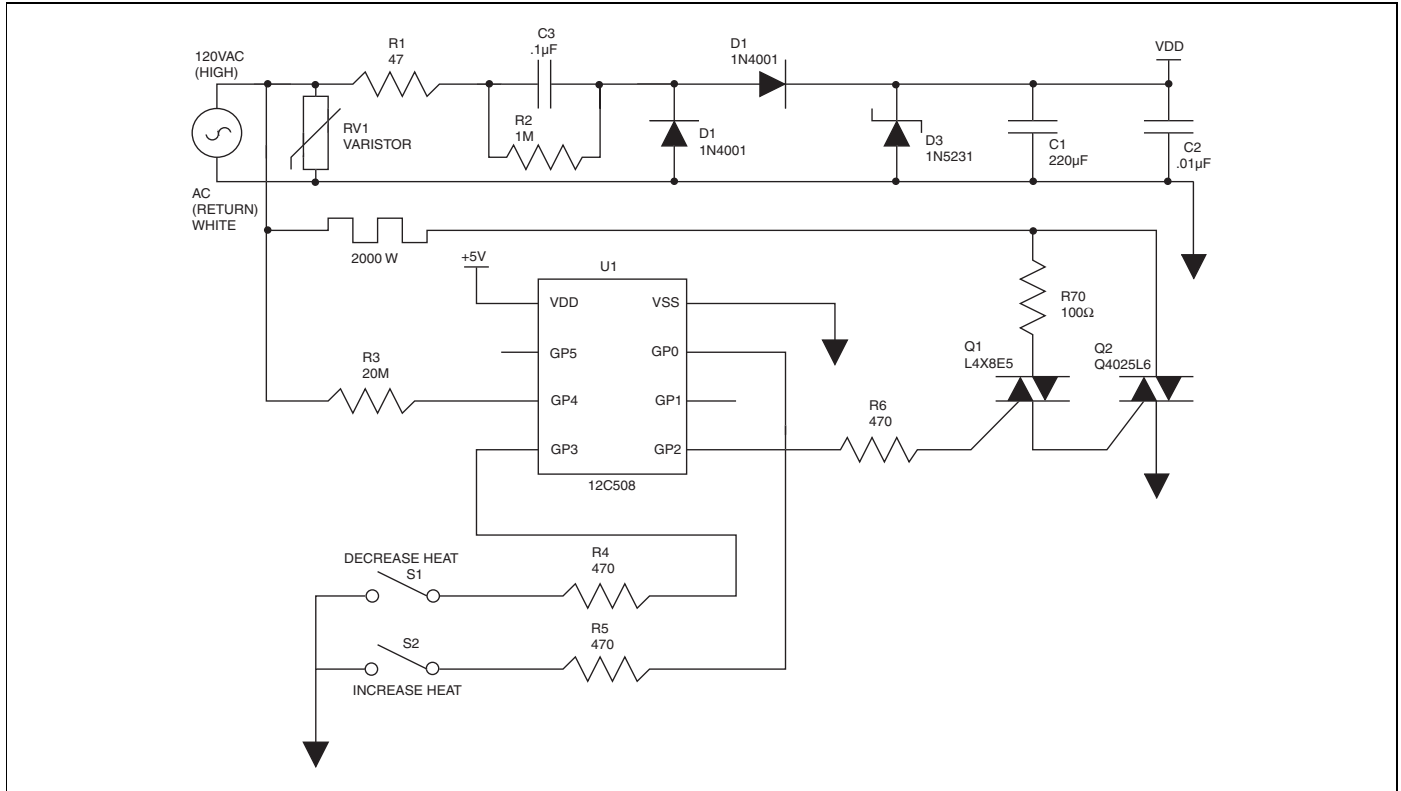 120VAC
(HIGH)
R1
47
C3
.1µF
D1
1N4001
VDD
RV1
VARISTOR
R2
1M
D1
1N4001
D3
1N5231
C1
220µF
C2
.01µF
AC
(RETURN)
WHITE
2000 W
+5V
U1
VDD
VSS
GP5
GP0
GP4
GP1
GP3
GP2
12C508
R3
20M
R70
100Ω
Q1
L4X8E5
Q2
Q4025L6
R6
470
DECREASE HEAT
S1
R4
470
S2
INCREASE HEAT
R5
470